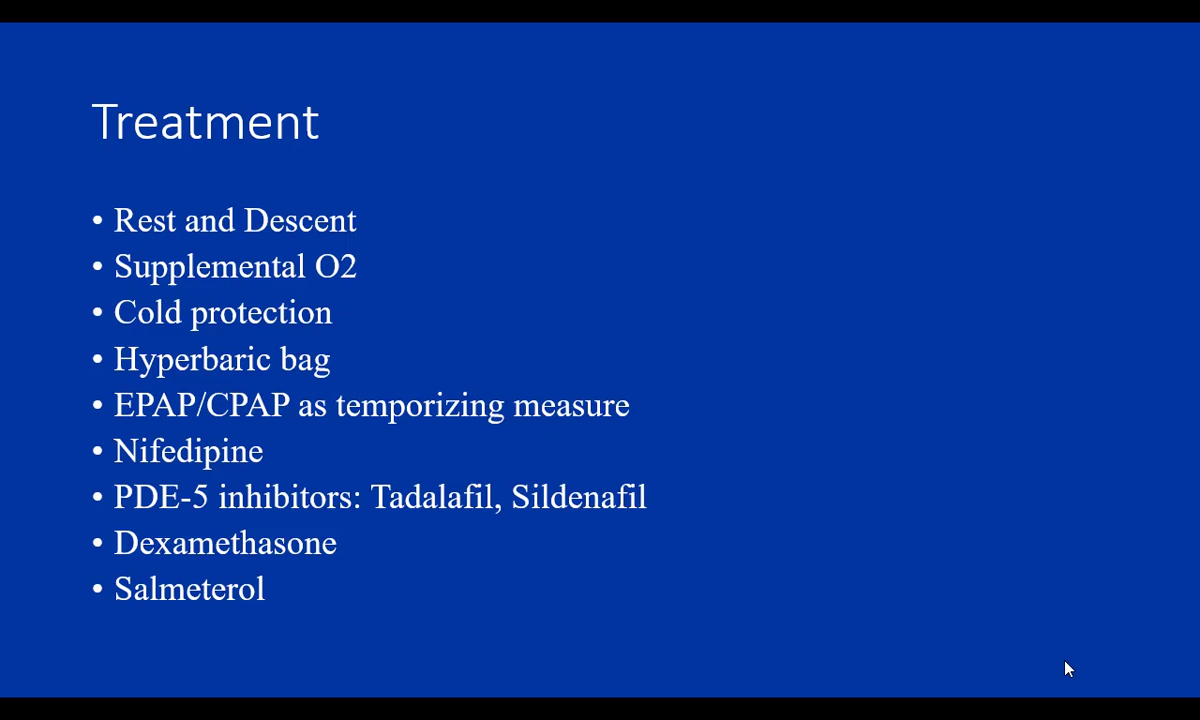 Treatment
• Rest and Descent
• Supplemental O2
• Cold protection
• Hyperbaric bag
• EPAP/CPAP as temporizing measure
• Nifedipine
• PDE-5 inhibitors: Tadalafil, Sildenafil
• Dexamethasone
• Salmeterol